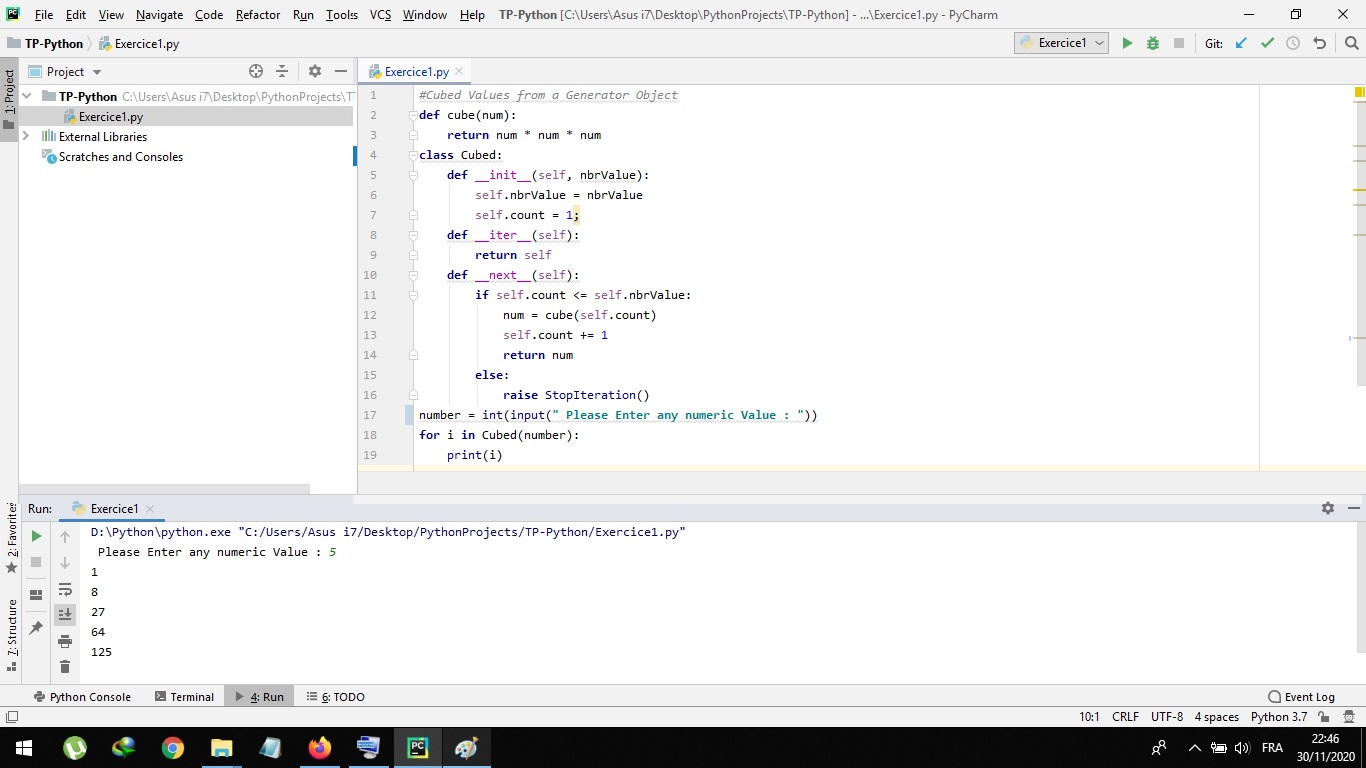 File Edit View Navigate Code Refactor Run Tools VCS Window Help TP-Python [C:\Users\Asus i7\Desktop\PythonProjects\TP-Python] - ...\Exercice1.py - PyCharm
TP-Python Exercice1.py
Exercice1
Git:
1: Project
Project
TP-Python C:\Users\Asus i7\Desktop\PythonProjects\
Exercice1.py
External Libraries
Scratches and Consoles
Exercice1.py
1 #Cubed Values from a Generator Object
2 def cube(num):
3     return num * num * num
4 class Cubed:
5     def __init__(self, nbrValue):
6         self.nbrValue = nbrValue
7         self.count = 1;
8     def __iter__(self):
9         return self
10     def __next__(self):
11         if self.count <= self.nbrValue:
12             num = cube(self.count)
13             self.count += 1
14             return num
15         else:
16             raise StopIteration()
17 number = int(input(" Please Enter any numeric Value : "))
18 for i in Cubed(number):
19     print(i)
2: Favorites
7: Structure
Run: Exercice1
D:\Python\python.exe "C:/Users/Asus i7/Desktop/PythonProjects/TP-Python/Exercice1.py"
 Please Enter any numeric Value : 5
1
8
27
64
125
Python Console Terminal 4: Run 6: TODO Event Log
10:1 CRLF UTF-8 4 spaces Python 3.7
PC
FRA
22:46
30/11/2020